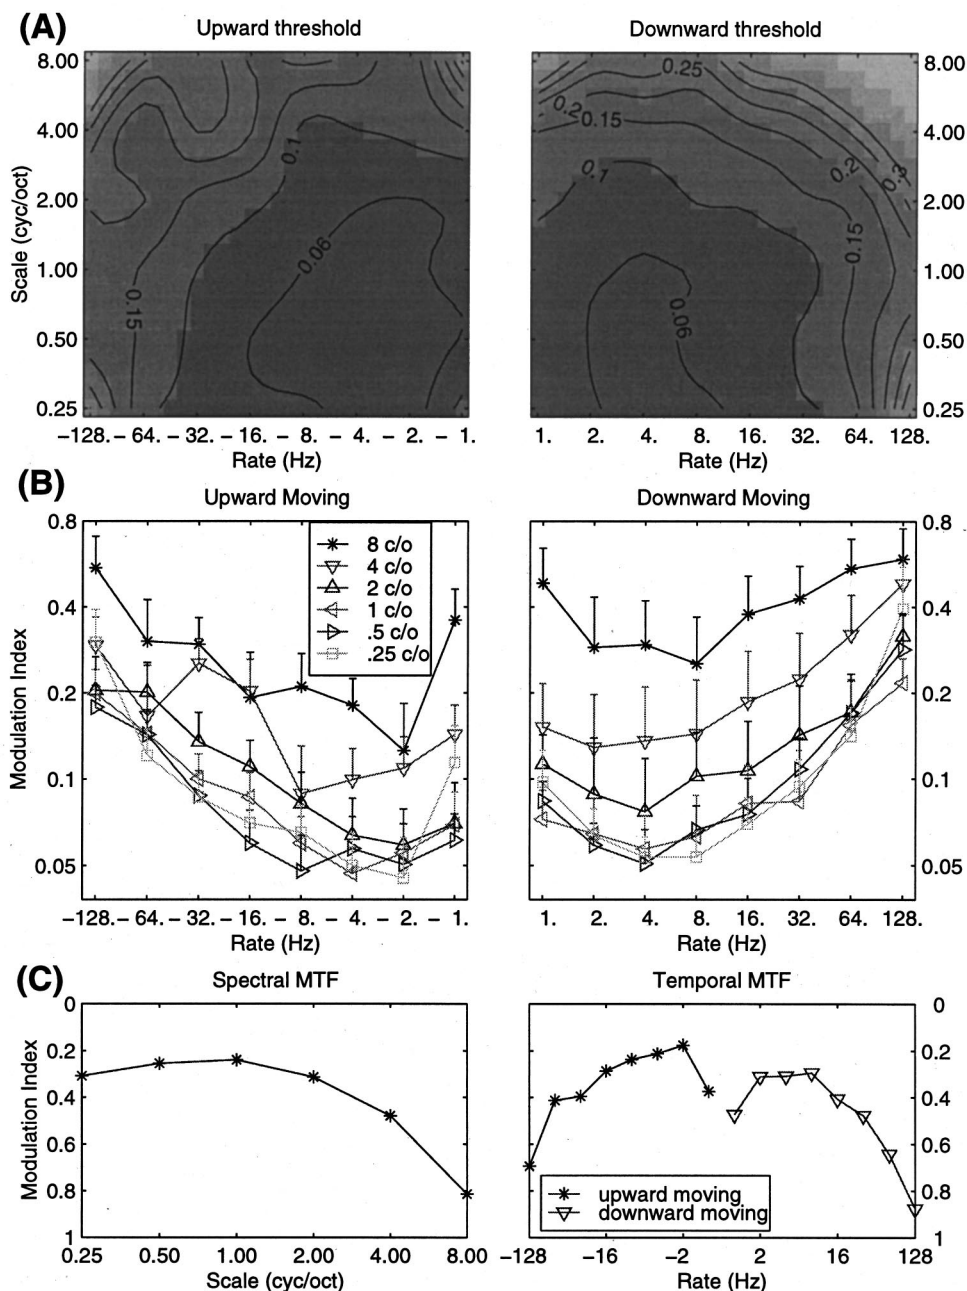 (A)
Upward threshold
Downward threshold
8.00
4.00
2.00
1.00
0.50
0.25
Scale (cyc/oct)
0.1
0.06
0.15
-128. - 64. - 32. - 16. - 8. - 4. - 2. - 1.
Rate (Hz)
0.25
0.2
0.15
0.1
0.2
0.3
0.15
0.06
8.00
4.00
2.00
1.00
0.50
0.25
1. 2. 4. 8. 16. 32. 64. 128.
Rate (Hz)
(B)
Upward Moving
Downward Moving
Modulation Index
0.8
0.4
0.2
0.1
0.05
8 c/o
4 c/o
2 c/o
1 c/o
.5 c/o
.25 c/o
-128. - 64. - 32. - 16. - 8. - 4. - 2. - 1.
Rate (Hz)
0.8
0.4
0.2
0.1
0.05
1. 2. 4. 8. 16. 32. 64. 128.
Rate (Hz)
(C)
Spectral MTF
Temporal MTF
Modulation Index
0
0.2
0.4
0.6
0.8
1
0.25 0.50 1.00 2.00 4.00 8.00
Scale (cyc/oct)
upward moving
downward moving
0
0.2
0.4
0.6
0.8
1
-128 -16 -2 2 16 128
Rate (Hz)